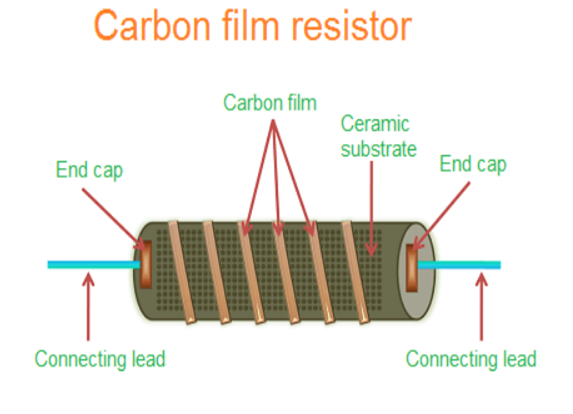 Carbon film resistor
Carbon film
Ceramic
substrate
End cap
End cap
Connecting lead
Connecting lead